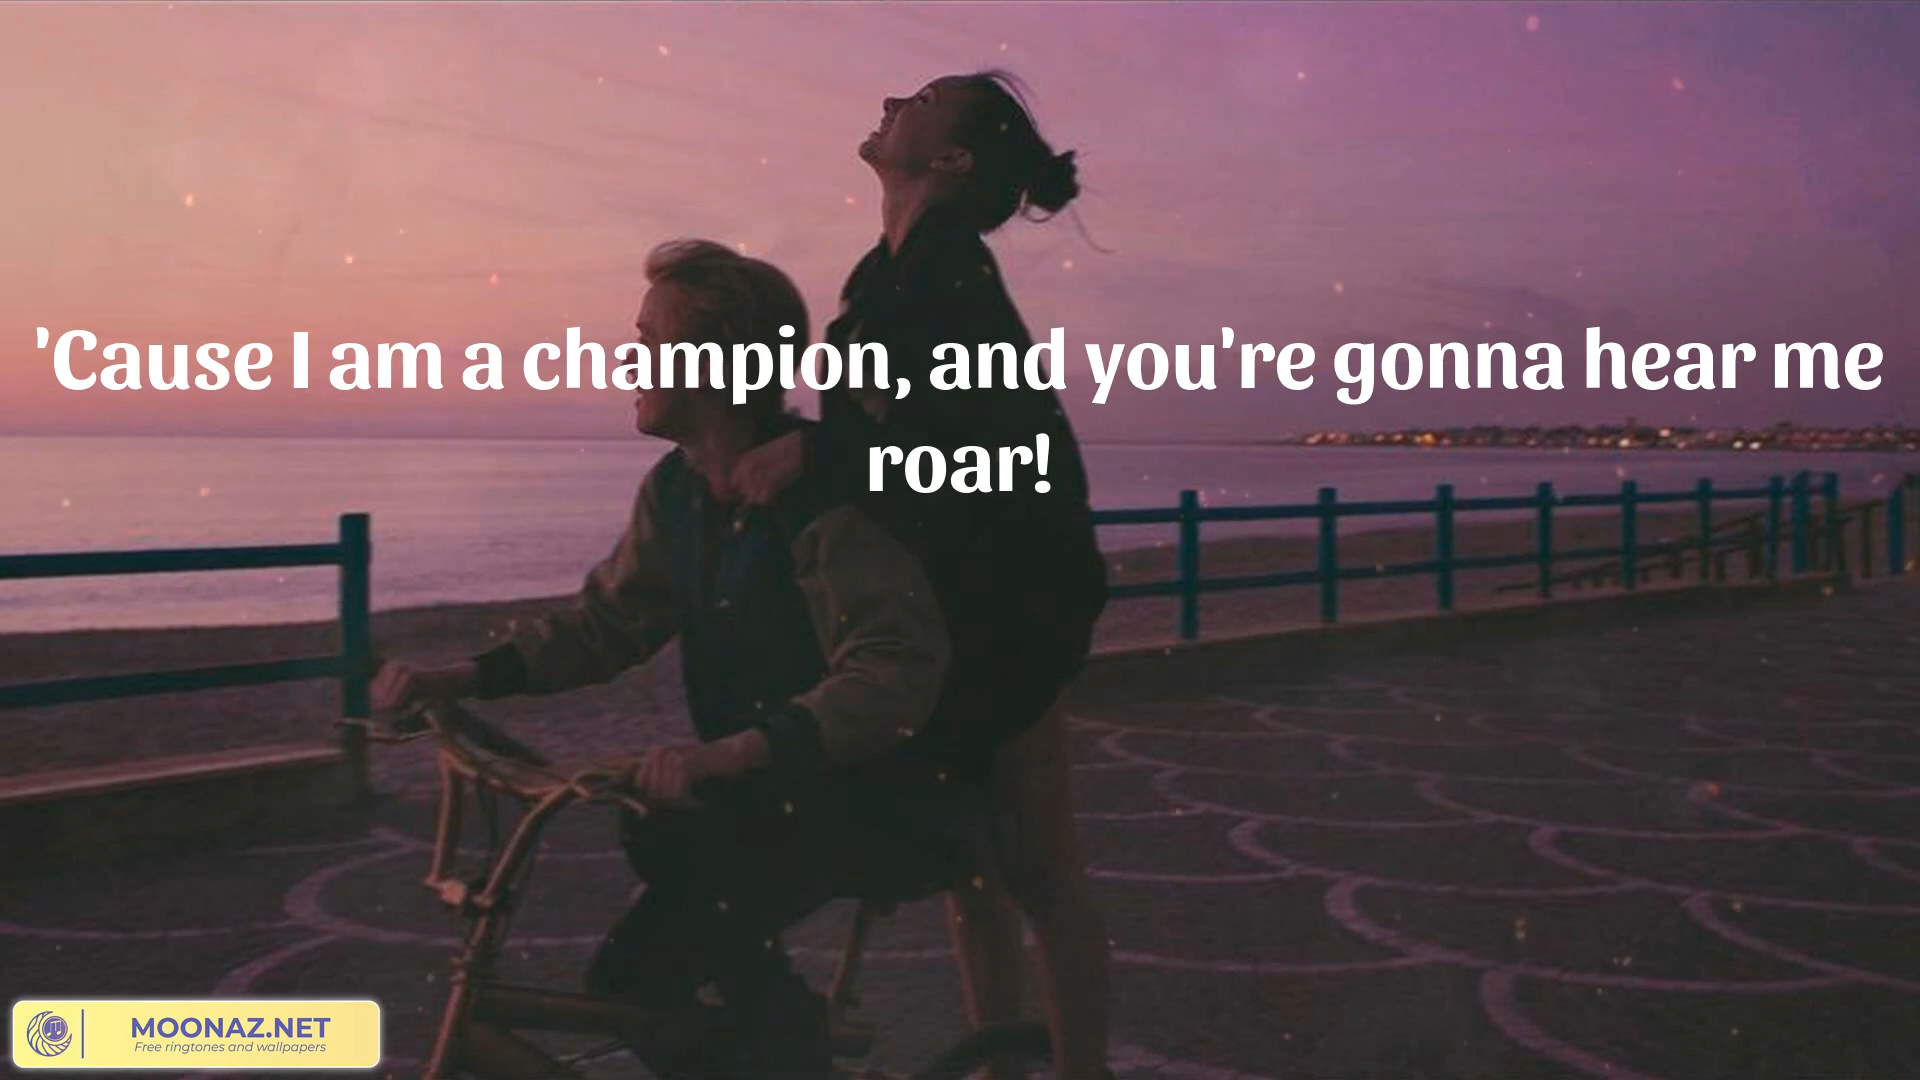 'Cause I am a champion, and you're gonna hear me
roar!
MOONAZ.NET
Free ringtones and wallpapers